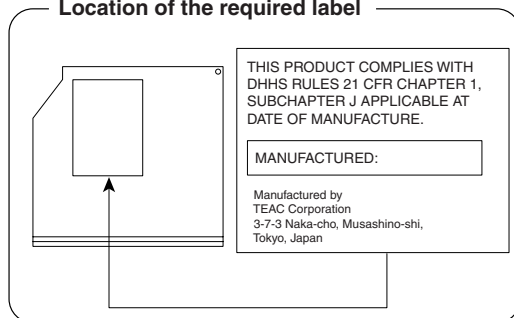 Location of the required label
THIS PRODUCT COMPLIES WITH
DHHS RULES 21 CFR CHAPTER 1,
SUBCHAPTER J APPLICABLE AT
DATE OF MANUFACTURE.
MANUFACTURED:
Manufactured by
TEAC Corporation
3-7-3 Naka-cho, Musashino-shi,
Tokyo, Japan